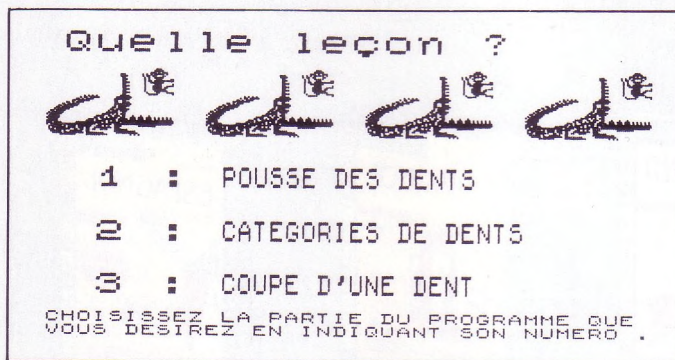 Quelle leçon ?
1 : POUSSE DES DENTS
2 : CATEGORIES DE DENTS
3 : COUPE D'UNE DENT
CHOISISSEZ LA PARTIE DU PROGRAMME QUE
VOUS DESIREZ EN INDIQUANT SON NUMERO .